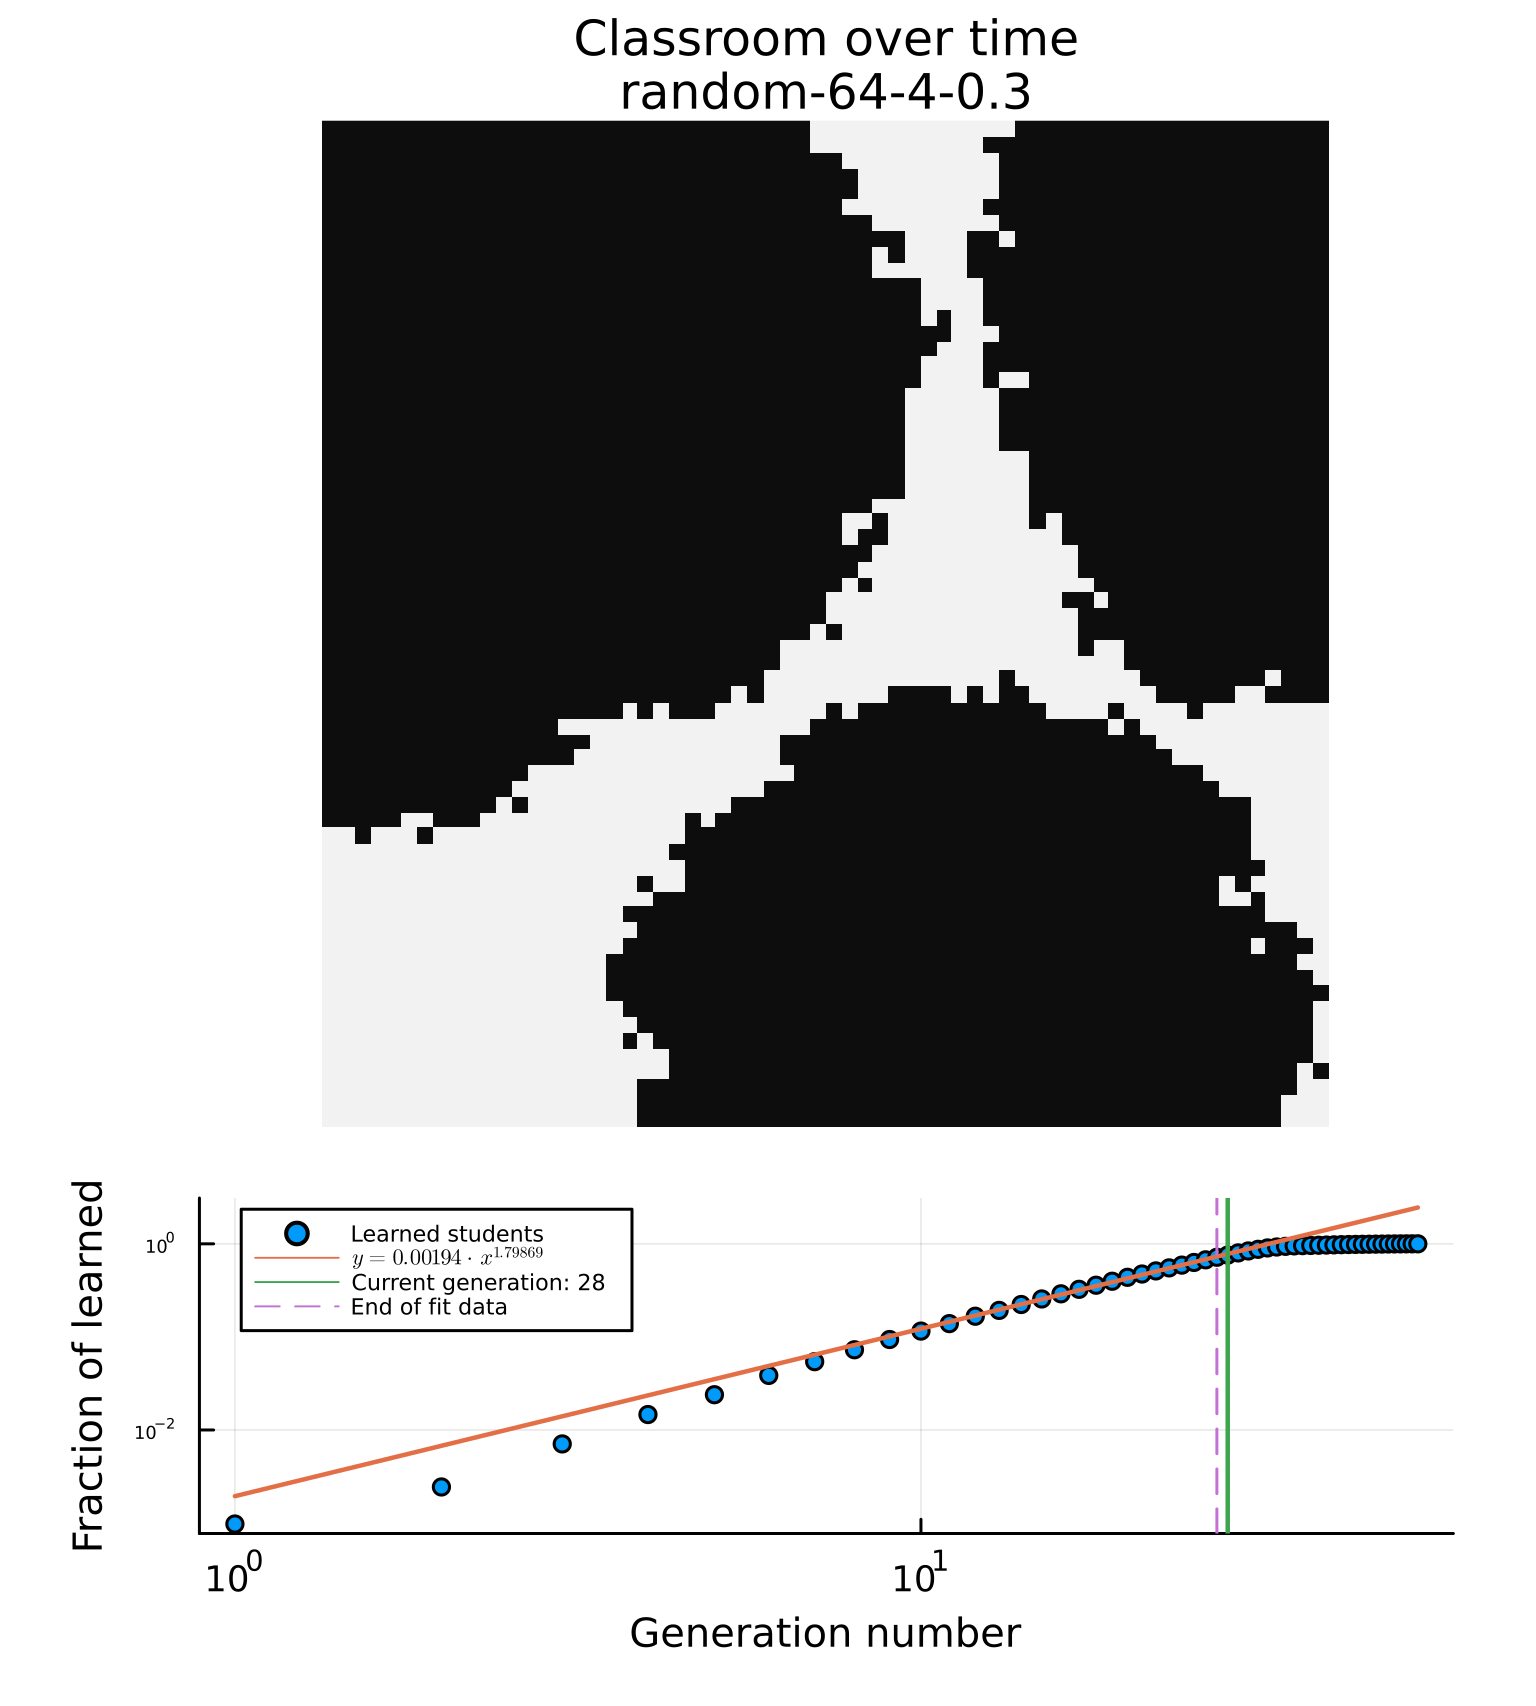 Classroom over time
random-64-4-0.3
Fraction of learned
10⁰
10⁻²
Learned students
y = 0.00194 · x^1.79869
Current generation: 28
End of fit data
10⁰
10¹
Generation number